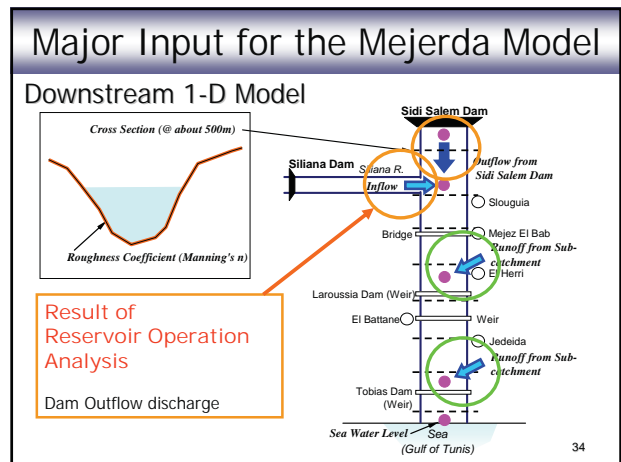 Major Input for the Mejerda Model
Downstream 1-D Model
Cross Section (@ about 500m)
Roughness Coefficient (Manning's n)
Result of
Reservoir Operation
Analysis
Dam Outflow discharge
Sidi Salem Dam
Siliana Dam
Siliana R.
Inflow
Outflow from
Sidi Salem Dam
Slouguia
Bridge
Mejez El Bab
Runoff from Sub-
catchment
El Herri
Laroussia Dam (Weir)
El Battane
Weir
Jedeida
Runoff from Sub-
catchment
Tobias Dam
(Weir)
Sea Water Level
Sea
(Gulf of Tunis)
34